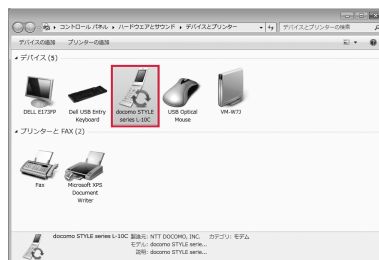 コントロール パネル ▸ ハードウェアとサウンド ▸ デバイスとプリンター
デバイスとプリンターの検索
デバイスの追加 プリンターの追加
デバイス (5)
DELL E173FP
Dell USB Entry
Keyboard
docomo STYLE
series L-10C
USB Optical
Mouse
VM-W7J
プリンターと FAX (2)
Fax
Microsoft XPS
Document
Writer
docomo STYLE series L-10C 製造元: NTT DOCOMO, INC. カテゴリ: モデム
モデル: docomo STYLE serie...
説明: docomo STYLE serie...